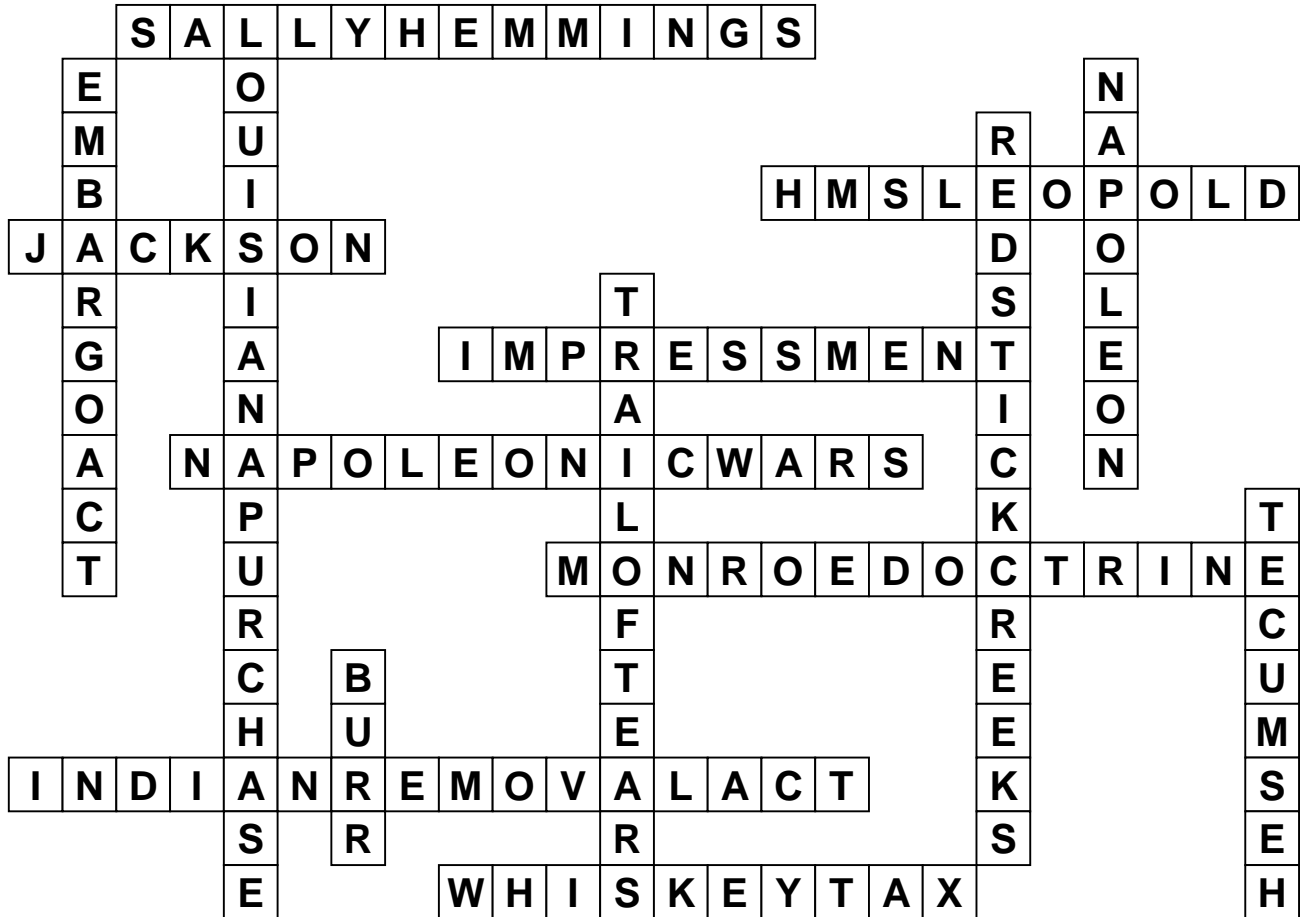 SALLYHEMMINGS
LOUISIANAPURCHASE
EMBARGOACT
NAPOLEON
REDSTICKCREEKS
HMSLEOPOLD
JACKSON
TRAILOFTEARS
IMPRESSMENT
NAPOLEONICWARS
TECUMSEH
MONROEDOCTRINE
BURR
INDIANREMOVALACT
WHISKEYTAX